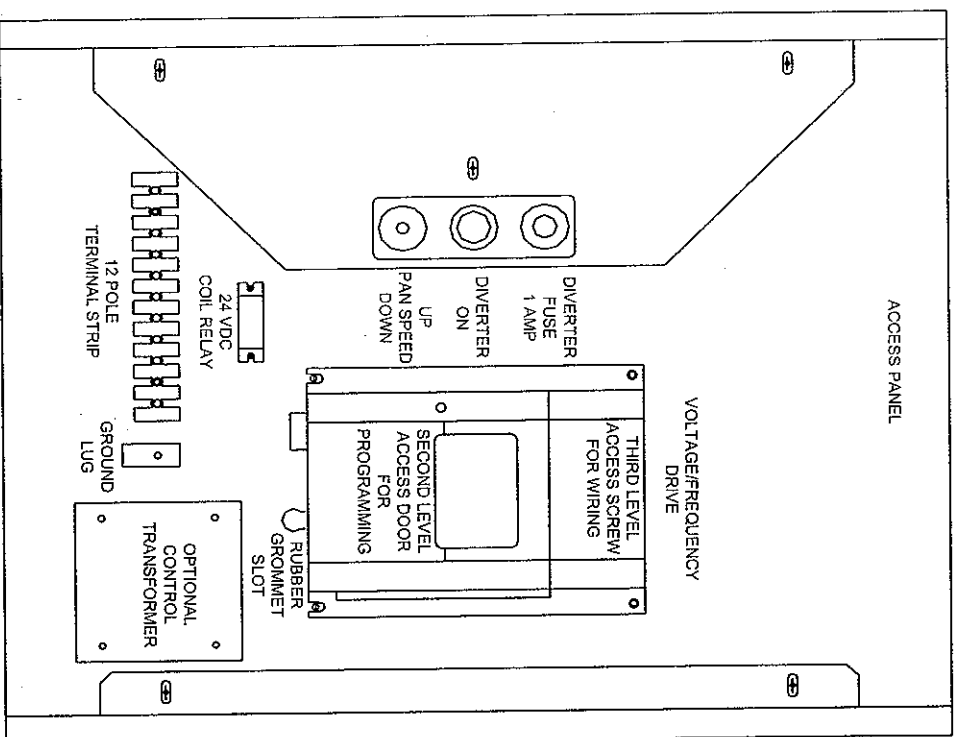 ACCESS PANEL
VOLTAGE/FREQUENCY
DRIVE
THIRD LEVEL
ACCESS SCREW
FOR WIRING
DIVERTER
FUSE
1 AMP
DIVERTER
ON
UP
PAN SPEED
DOWN
SECOND LEVEL
ACCESS DOOR
FOR
PROGRAMMING
24 VDC
COIL RELAY
RUBBER
GROMMET
SLOT
12 POLE
TERMINAL STRIP
GROUND
LUG
OPTIONAL
CONTROL
TRANSFORMER